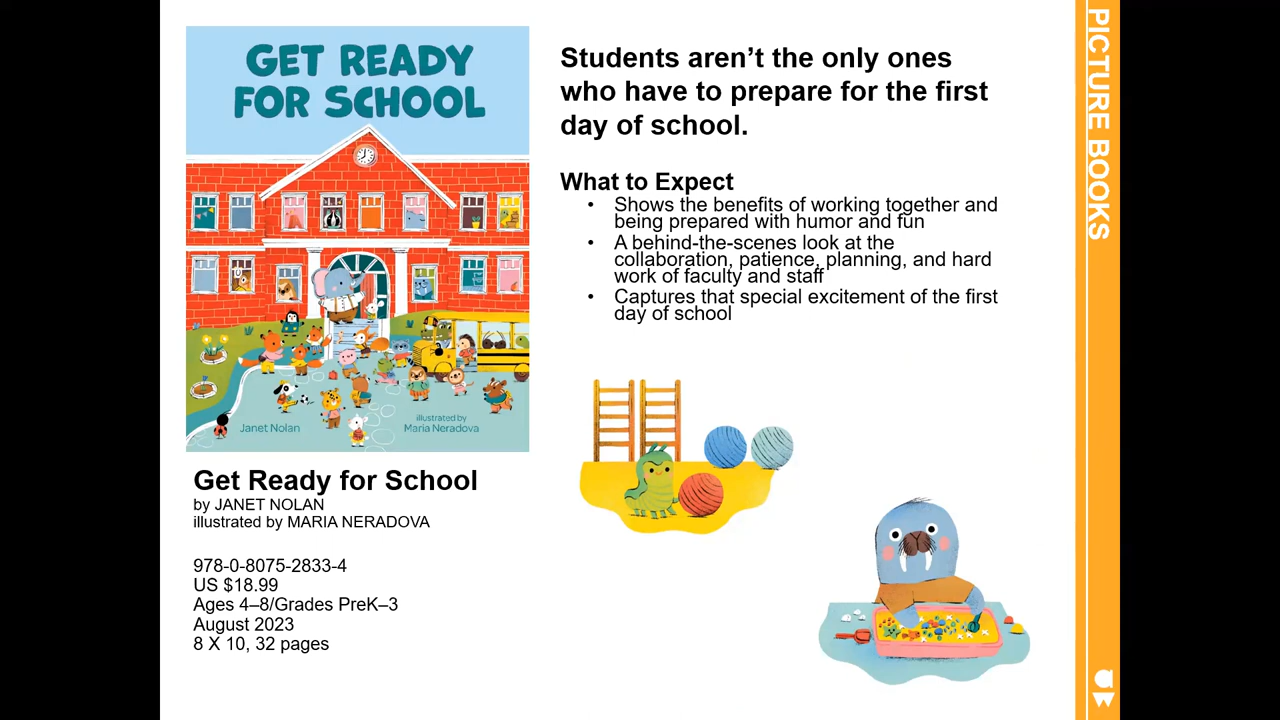 GET READY
FOR SCHOOL
Janet Nolan
illustrated by
Maria Neradova
Get Ready for School
by JANET NOLAN
illustrated by MARIA NERADOVA
978-0-8075-2833-4
US $18.99
Ages 4–8/Grades PreK–3
August 2023
8 X 10, 32 pages
Students aren’t the only ones
who have to prepare for the first
day of school.
What to Expect
• Shows the benefits of working together and
being prepared with humor and fun
• A behind-the-scenes look at the
collaboration, patience, planning, and hard
work of faculty and staff
• Captures that special excitement of the first
day of school
PICTURE BOOKS
aw